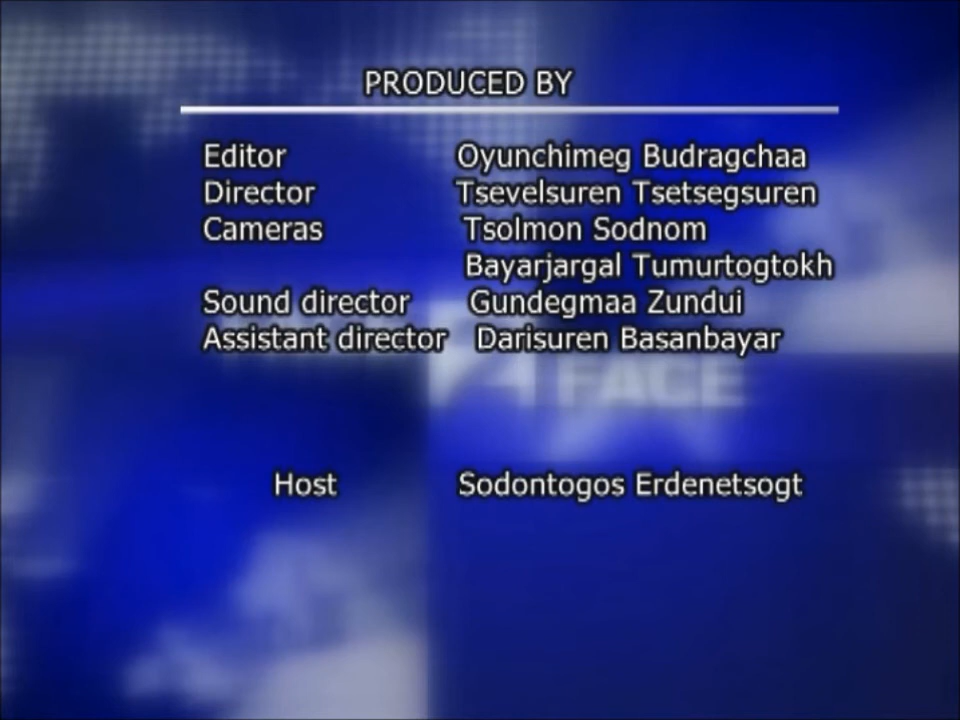 PRODUCED BY
Editor Oyunchimeg Budragchaa
Director Tsevelsuren Tsetsegsuren
Cameras Tsolmon Sodnom
Bayarjargal Tumurtogtokh
Sound director Gundegmaa Zundui
Assistant director Darisuren Basanbayar
FACE
Host Sodontogos Erdenetsogt